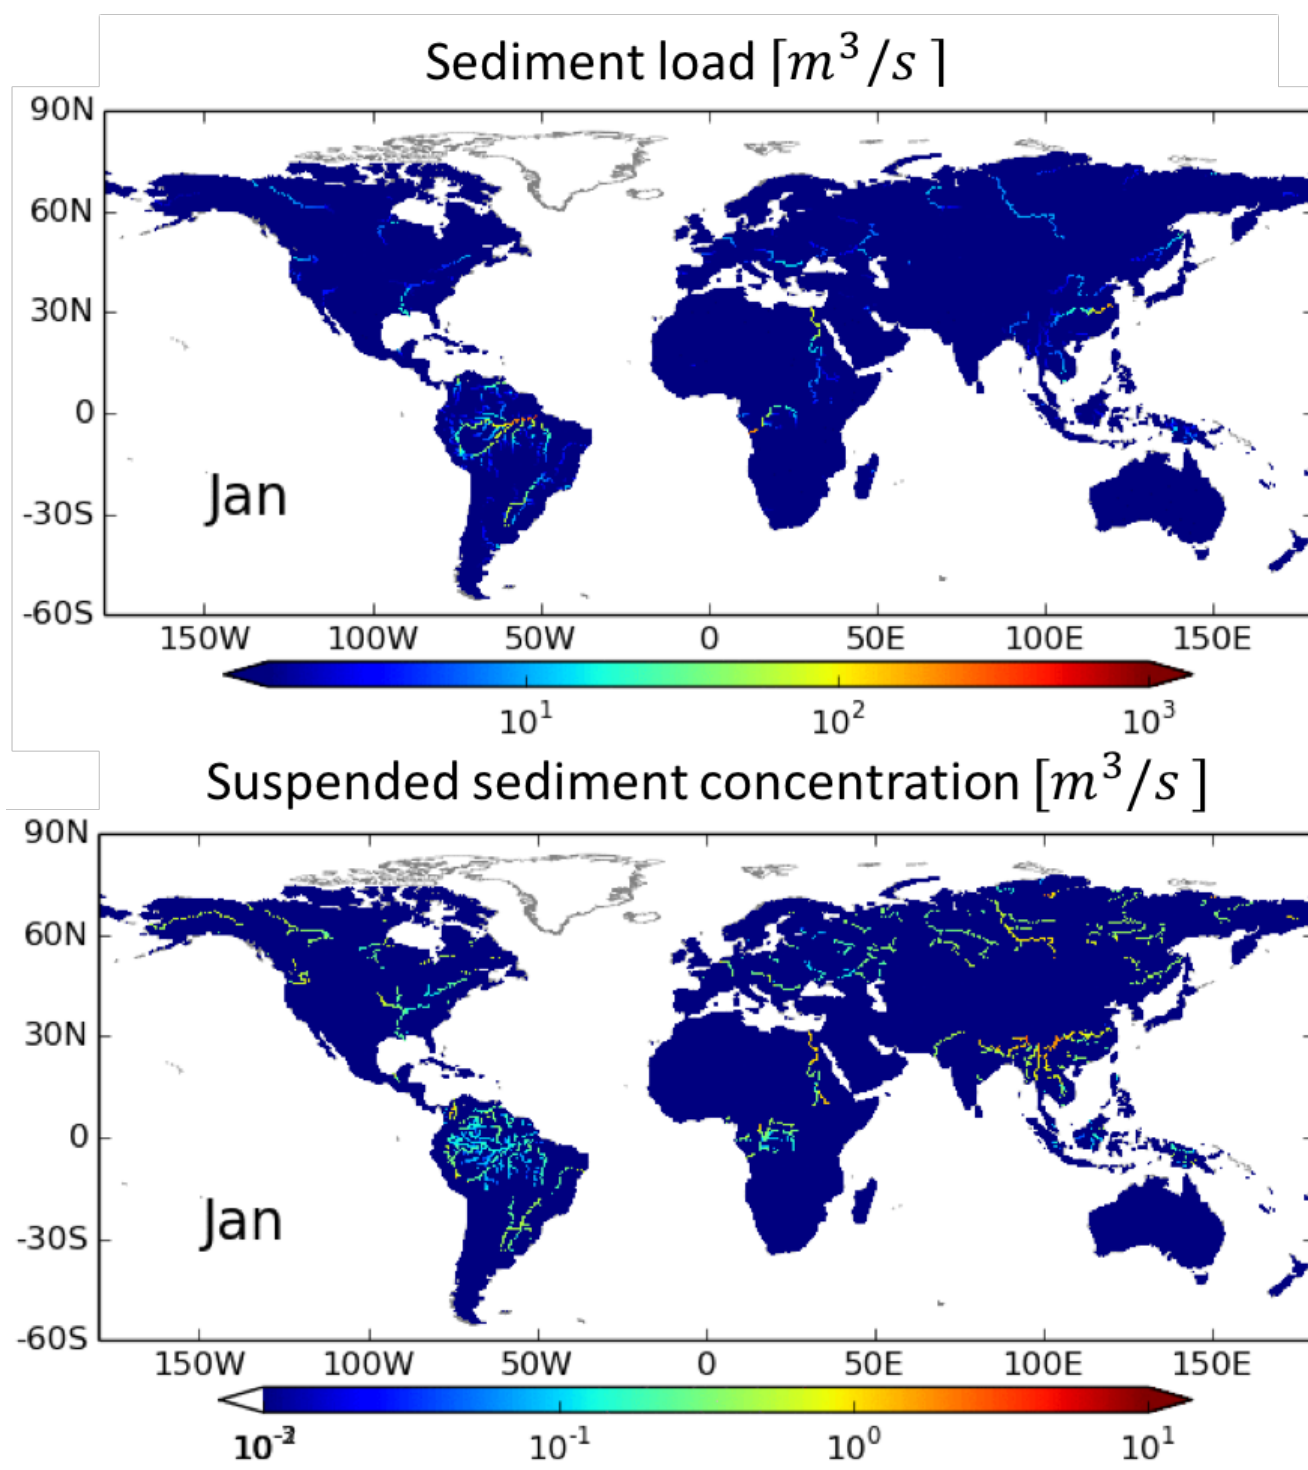 Sediment load [m³/s ]
90N
60N
30N
0
-30S
-60S
Jan
150W 100W 50W 0 50E 100E 150E
10¹ 10² 10³
Suspended sediment concentration [m³/s ]
90N
60N
30N
0
-30S
-60S
Jan
150W 100W 50W 0 50E 100E 150E
10⁻¹ 10⁰ 10¹